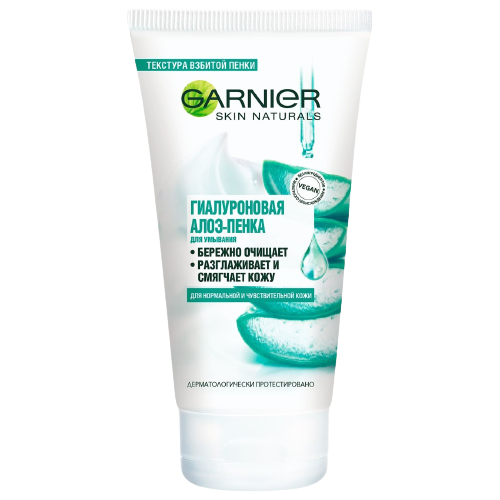 ТЕКСТУРА ВЗБИТОЙ ПЕНКИ
GARNIER
SKIN NATURALS
VEGAN
ГИАЛУРОНОВАЯ
АЛОЭ-ПЕНКА
ДЛЯ УМЫВАНИЯ
• БЕРЕЖНО ОЧИЩАЕТ
• РАЗГЛАЖИВАЕТ И
СМЯГЧАЕТ КОЖУ
ДЛЯ НОРМАЛЬНОЙ И ЧУВСТВИТЕЛЬНОЙ КОЖИ
ДЕРМАТОЛОГИЧЕСКИ ПРОТЕСТИРОВАНО